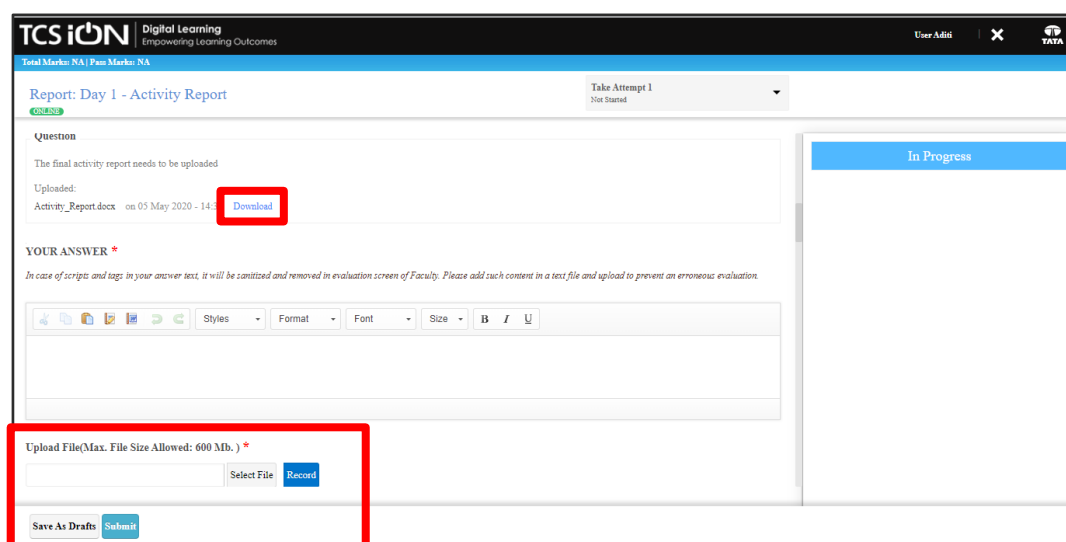 TCS iON
Digital Learning
Empowering Learning Outcomes
User Aditi
TATA
Total Marks: NA | Pass Marks: NA
Report: Day 1 - Activity Report
ONLINE
Take Attempt 1
Not Started
Question
In Progress
The final activity report needs to be uploaded
Uploaded:
Activity_Report.docx on 05 May 2020 - 14:3 Download
YOUR ANSWER *
In case of scripts and tags in your answer text, it will be sanitized and removed in evaluation screen of Faculty. Please add such content in a text file and upload to prevent an erroneous evaluation.
Styles Format Font Size B I U
Upload File(Max. File Size Allowed: 600 Mb. ) *
Select File Record
Save As Drafts Submit